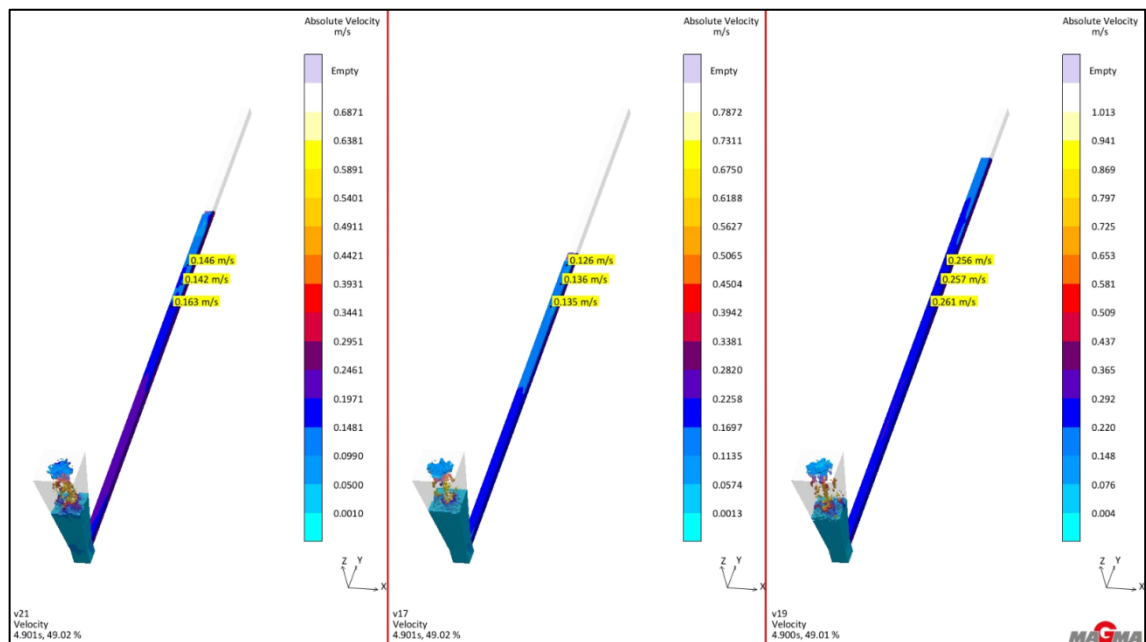 Absolute Velocity
m/s
Empty
0.6871
0.6381
0.5891
0.5401
0.4911
0.4421
0.3931
0.3441
0.2951
0.2461
0.1971
0.1481
0.0990
0.0500
0.0010
0.146 m/s
0.142 m/s
0.163 m/s
Z Y
X
v21
Velocity
4.901s, 49.02 %
Absolute Velocity
m/s
Empty
0.7872
0.7311
0.6750
0.6188
0.5627
0.5065
0.4504
0.3942
0.3381
0.2820
0.2258
0.1697
0.1135
0.0574
0.0013
0.126 m/s
0.136 m/s
0.135 m/s
Z Y
X
v17
Velocity
4.901s, 49.02 %
Absolute Velocity
m/s
Empty
1.013
0.941
0.869
0.797
0.725
0.653
0.581
0.509
0.437
0.365
0.292
0.220
0.148
0.076
0.004
0.256 m/s
0.257 m/s
0.261 m/s
Z Y
X
v19
Velocity
4.900s, 49.01 %
MAGMA